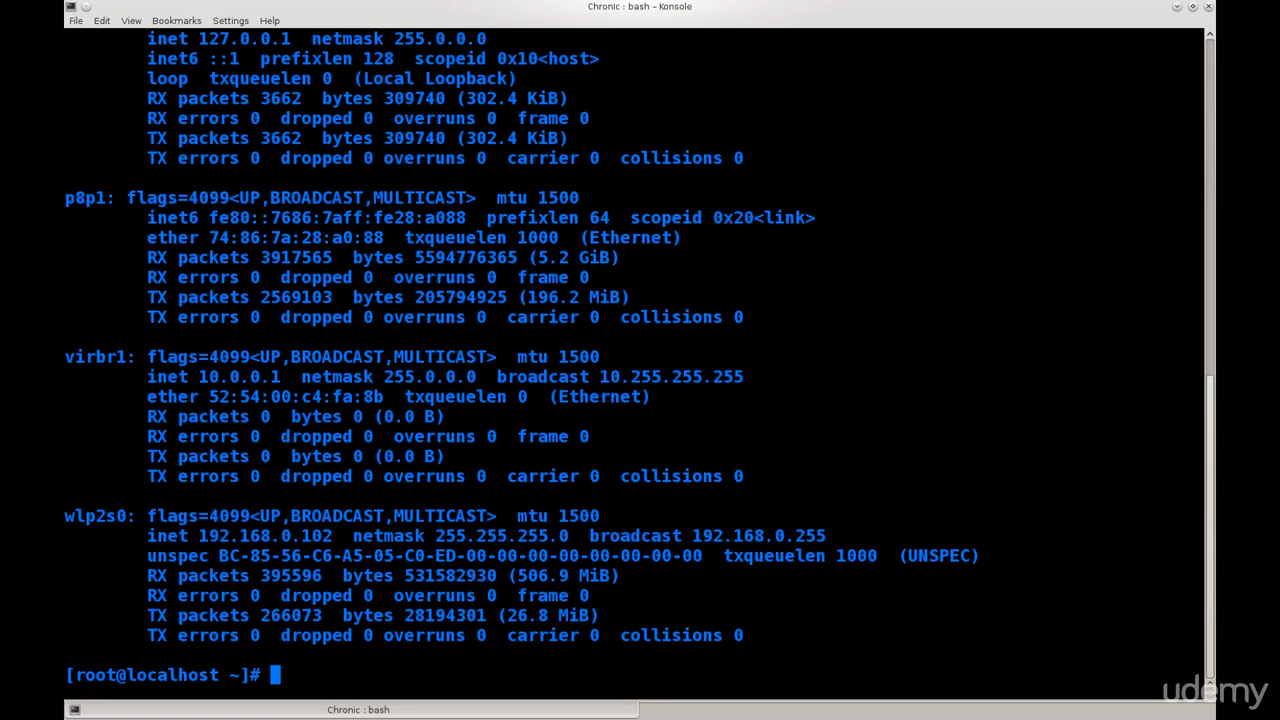 Chronic : bash – Konsole
File Edit View Bookmarks Settings Help
inet 127.0.0.1 netmask 255.0.0.0
inet6 ::1 prefixlen 128 scopeid 0x10<host>
loop txqueuelen 0 (Local Loopback)
RX packets 3662 bytes 309740 (302.4 KiB)
RX errors 0 dropped 0 overruns 0 frame 0
TX packets 3662 bytes 309740 (302.4 KiB)
TX errors 0 dropped 0 overruns 0 carrier 0 collisions 0
p8p1: flags=4099<UP,BROADCAST,MULTICAST> mtu 1500
inet6 fe80::7686:7aff:fe28:a088 prefixlen 64 scopeid 0x20<link>
ether 74:86:7a:28:a0:88 txqueuelen 1000 (Ethernet)
RX packets 3917565 bytes 5594776365 (5.2 GiB)
RX errors 0 dropped 0 overruns 0 frame 0
TX packets 2569103 bytes 205794925 (196.2 MiB)
TX errors 0 dropped 0 overruns 0 carrier 0 collisions 0
virbr1: flags=4099<UP,BROADCAST,MULTICAST> mtu 1500
inet 10.0.0.1 netmask 255.0.0.0 broadcast 10.255.255.255
ether 52:54:00:c4:fa:8b txqueuelen 0 (Ethernet)
RX packets 0 bytes 0 (0.0 B)
RX errors 0 dropped 0 overruns 0 frame 0
TX packets 0 bytes 0 (0.0 B)
TX errors 0 dropped 0 overruns 0 carrier 0 collisions 0
wlp2s0: flags=4099<UP,BROADCAST,MULTICAST> mtu 1500
inet 192.168.0.102 netmask 255.255.255.0 broadcast 192.168.0.255
unspec BC-85-56-C6-A5-05-C0-ED-00-00-00-00-00-00-00-00 txqueuelen 1000 (UNSPEC)
RX packets 395596 bytes 531582930 (506.9 MiB)
RX errors 0 dropped 0 overruns 0 frame 0
TX packets 266073 bytes 28194301 (26.8 MiB)
TX errors 0 dropped 0 overruns 0 carrier 0 collisions 0
[root@localhost ~]#
udemy
Chronic : bash